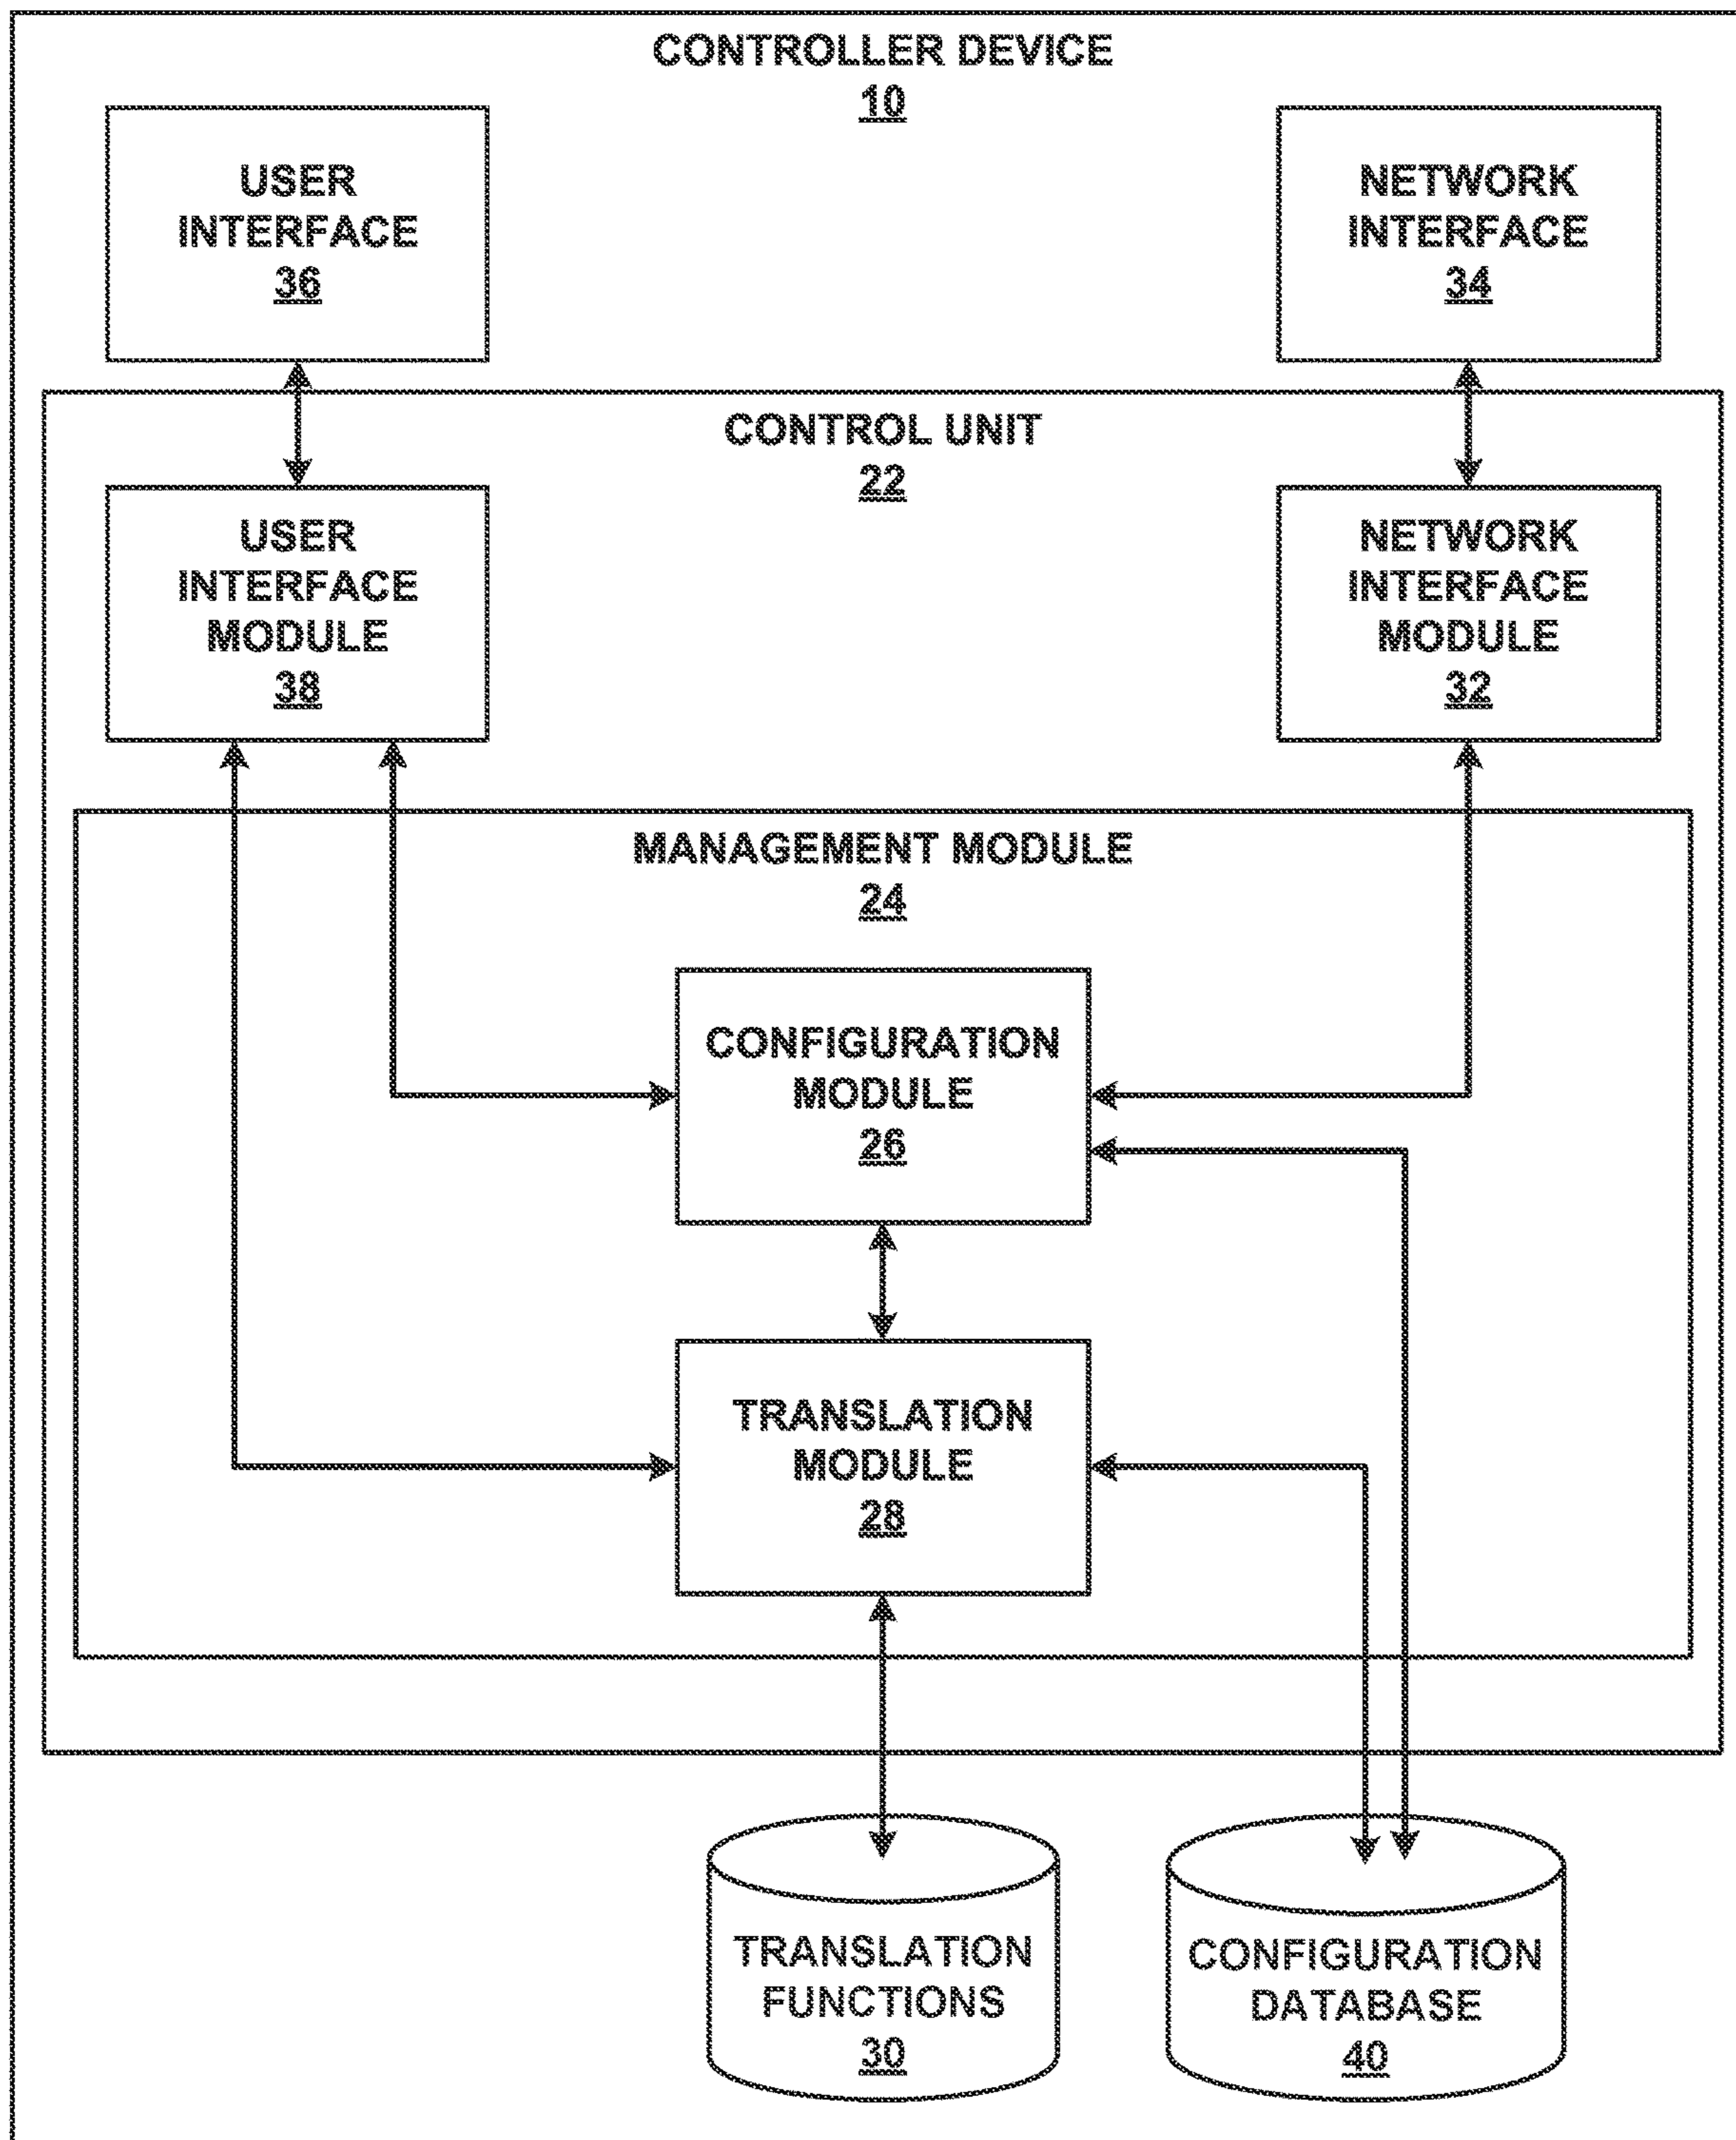 CONTROLLER DEVICE
10
USER
INTERFACE
36
NETWORK
INTERFACE
34
CONTROL UNIT
22
USER
INTERFACE
MODULE
38
NETWORK
INTERFACE
MODULE
32
MANAGEMENT MODULE
24
CONFIGURATION
MODULE
26
TRANSLATION
MODULE
28
TRANSLATION
FUNCTIONS
30
CONFIGURATION
DATABASE
40